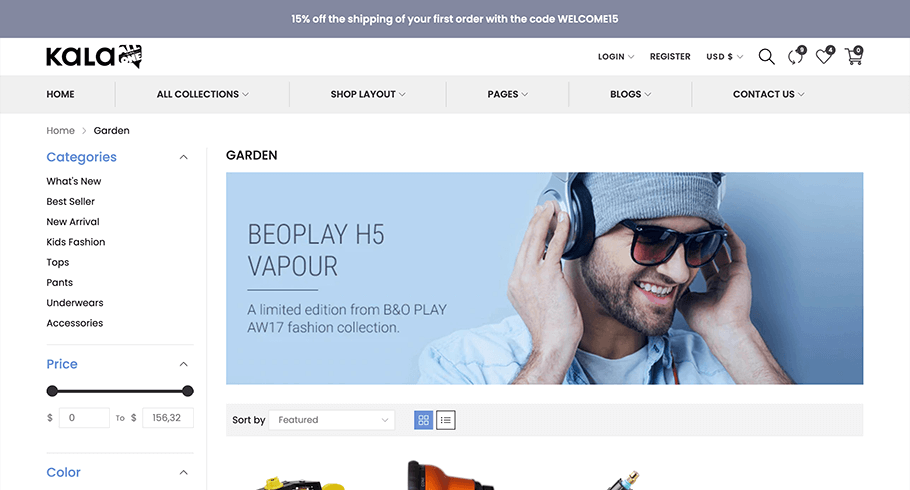 15% off the shipping of your first order with the code WELCOME15
KALA
LOGIN REGISTER USD $ 9 4 0
HOME ALL COLLECTIONS SHOP LAYOUT PAGES BLOGS CONTACT US
Home > Garden
Categories
What's New
Best Seller
New Arrival
Kids Fashion
Tops
Pants
Underwears
Accessories
Price
$ 0 To $ 156,32
Color
GARDEN
BEOPLAY H5
VAPOUR
A limited edition from B&O PLAY
AW17 fashion collection.
Sort by Featured